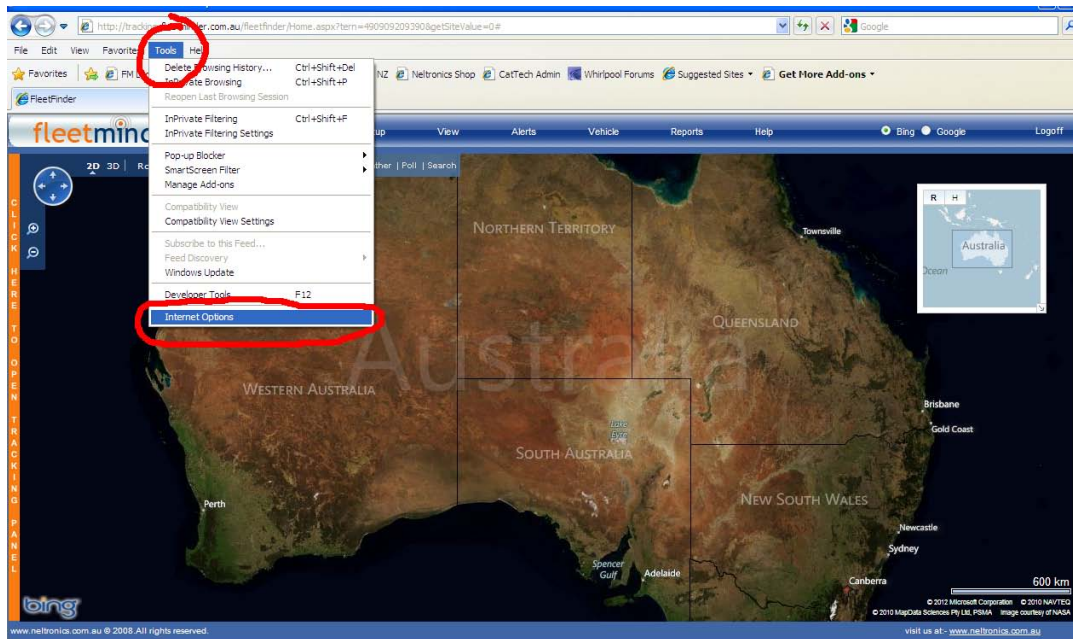 http://tracking.fleetfinder.com.au/fleetfinder/Home.aspx?tern=490909209390&getSiteValue=0#
Google
File Edit View Favorites Tools Help
Favorites NZ Neltronics Shop CatTech Admin Whirlpool Forums Suggested Sites Get More Add-ons
FleetFinder
Delete Browsing History... Ctrl+Shift+Del
InPrivate Browsing Ctrl+Shift+P
Reopen Last Browsing Session
InPrivate Filtering Ctrl+Shift+F
InPrivate Filtering Settings
Pop-up Blocker
SmartScreen Filter
Manage Add-ons
Compatibility View
Compatibility View Settings
Subscribe to this Feed...
Feed Discovery
Windows Update
Developer Tools F12
Internet Options
fleetmind View Alerts Vehicle Reports Help Bing Google Logoff
2D 3D Poll | Search
CLICK HERE TO OPEN TRACKING PANEL
R H
Australia
Ocean
NORTHERN TERRITORY
Townsville
QUEENSLAND
Australia
WESTERN AUSTRALIA
Brisbane
Gold Coast
Lake
Eyre
SOUTH AUSTRALIA
NEW SOUTH WALES
Perth
Newcastle
Sydney
Spencer
Gulf
Adelaide
Canberra
600 km
bing
© 2012 Microsoft Corporation © 2010 NAVTEQ
© 2010 MapData Sciences Pty Ltd, PSMA Image courtesy of NASA
www.neltronics.com.au © 2008.All rights reserved.
visit us at:- www.neltronics.com.au